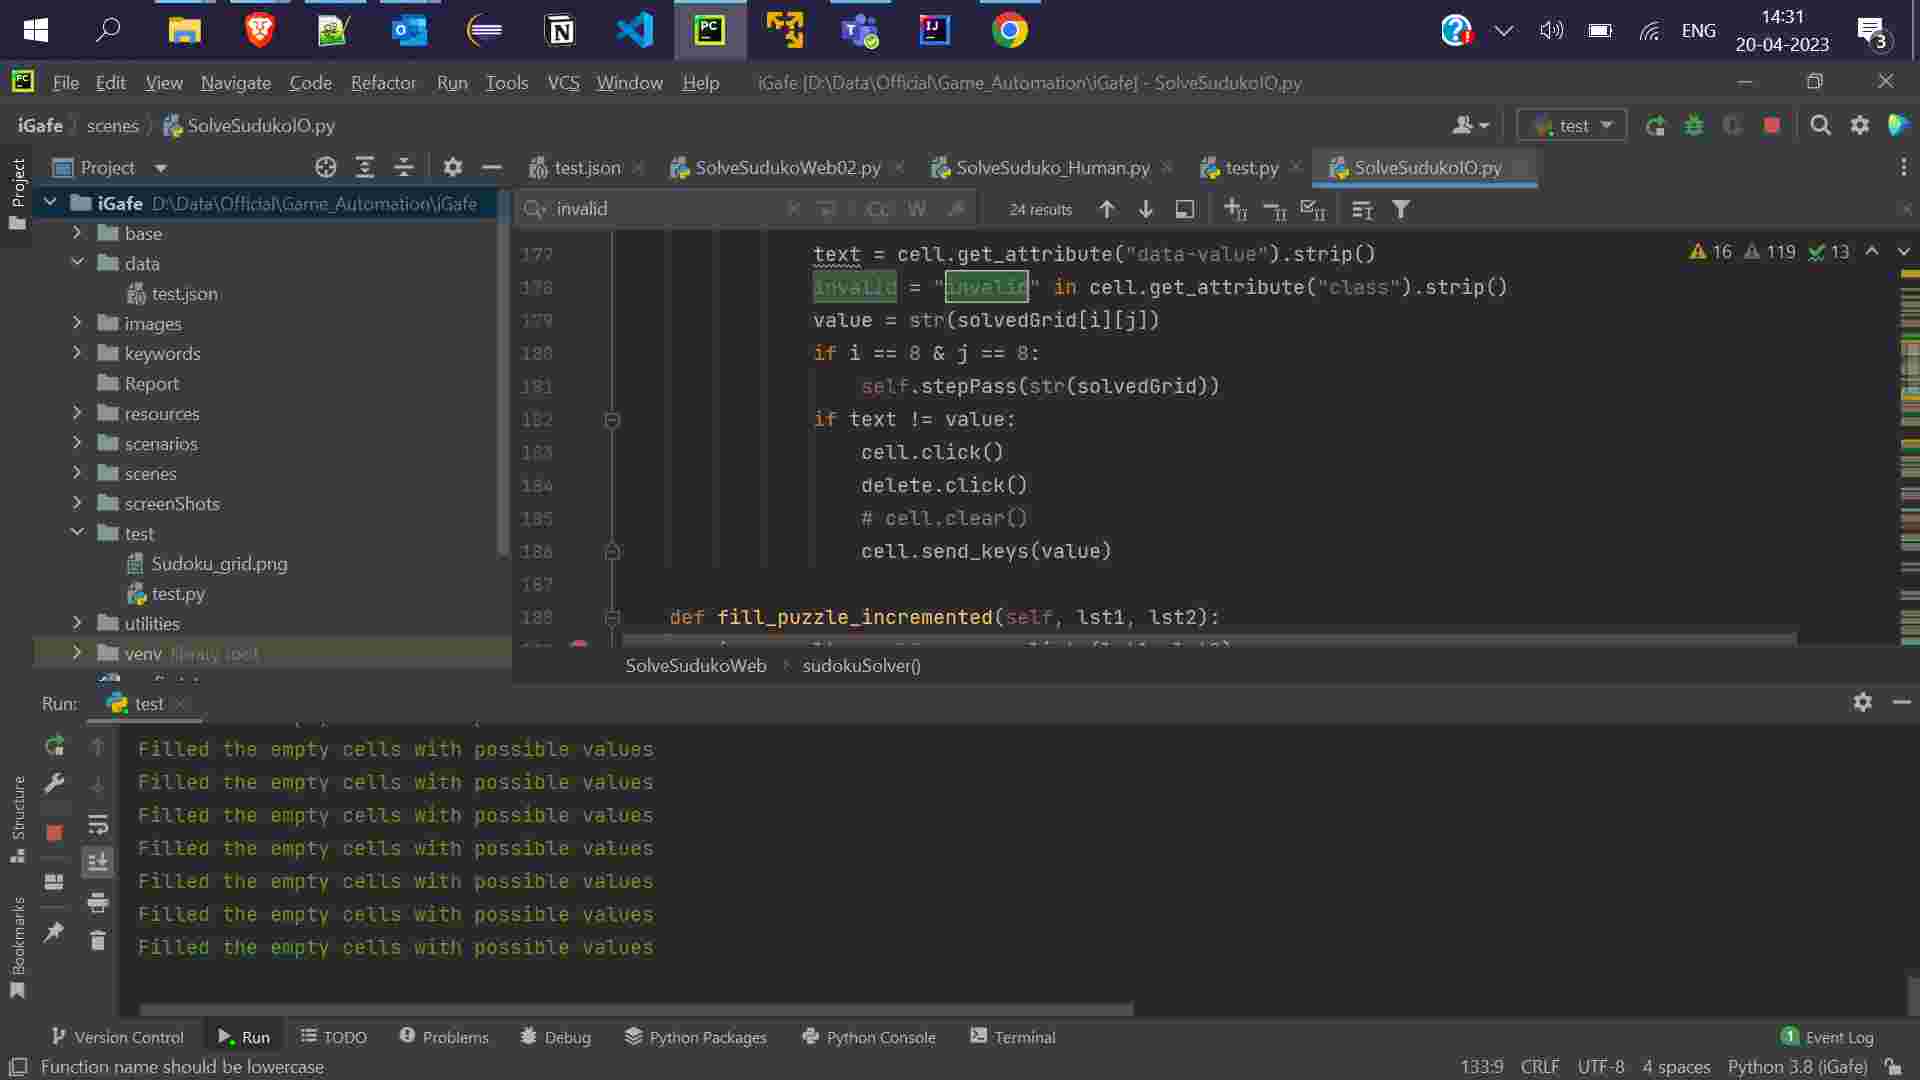 ENG
14:31
20-04-2023
3
File Edit View Navigate Code Refactor Run Tools VCS Window Help iGafe [D:\Data\Official\Game_Automation\iGafe] - SolveSudukoIO.py
iGafe scenes SolveSudukoIO.py
test
Project
test.json SolveSudukoWeb02.py SolveSuduko_Human.py test.py SolveSudukoIO.py
Project
iGafe D:\Data\Official\Game_Automation\iGafe
base
data
test.json
images
keywords
Report
resources
scenarios
scenes
screenShots
test
Sudoku_grid.png
test.py
utilities
venv library root
invalid
Cc W
24 results
16 119 13
177 text = cell.get_attribute("data-value").strip()
178 invalid = "invalid" in cell.get_attribute("class").strip()
179 value = str(solvedGrid[i][j])
180 if i == 8 & j == 8:
181 self.stepPass(str(solvedGrid))
182 if text != value:
183 cell.click()
184 delete.click()
185 # cell.clear()
186 cell.send_keys(value)
187
188 def fill_puzzle_incremented(self, lst1, lst2):
SolveSudukoWeb sudokuSolver()
Run: test
Filled the empty cells with possible values
Filled the empty cells with possible values
Filled the empty cells with possible values
Filled the empty cells with possible values
Filled the empty cells with possible values
Filled the empty cells with possible values
Filled the empty cells with possible values
Structure
Bookmarks
Version Control Run TODO Problems Debug Python Packages Python Console Terminal
1 Event Log
Function name should be lowercase
133:9 CRLF UTF-8 4 spaces Python 3.8 (iGafe)